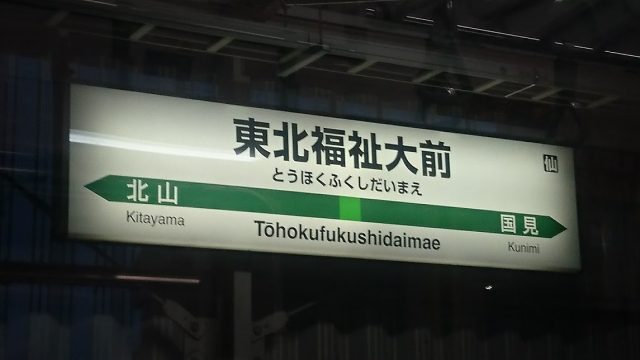 東北福祉大前
仙
とうほくふくしだいまえ
北山
国見
Kitayama
Tōhokufukushidaimae
Kunimi